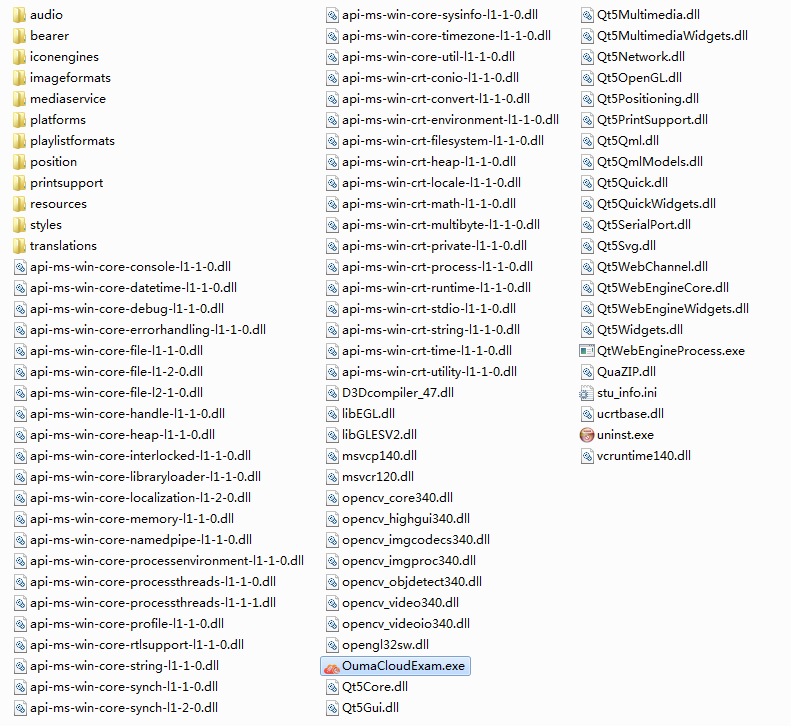 audio
bearer
iconengines
imageformats
mediaservice
platforms
playlistformats
position
printsupport
resources
styles
translations
api-ms-win-core-console-l1-1-0.dll
api-ms-win-core-datetime-l1-1-0.dll
api-ms-win-core-debug-l1-1-0.dll
api-ms-win-core-errorhandling-l1-1-0.dll
api-ms-win-core-file-l1-1-0.dll
api-ms-win-core-file-l1-2-0.dll
api-ms-win-core-file-l2-1-0.dll
api-ms-win-core-handle-l1-1-0.dll
api-ms-win-core-heap-l1-1-0.dll
api-ms-win-core-interlocked-l1-1-0.dll
api-ms-win-core-libraryloader-l1-1-0.dll
api-ms-win-core-localization-l1-2-0.dll
api-ms-win-core-memory-l1-1-0.dll
api-ms-win-core-namedpipe-l1-1-0.dll
api-ms-win-core-processenvironment-l1-1-0.dll
api-ms-win-core-processthreads-l1-1-0.dll
api-ms-win-core-processthreads-l1-1-1.dll
api-ms-win-core-profile-l1-1-0.dll
api-ms-win-core-rtlsupport-l1-1-0.dll
api-ms-win-core-string-l1-1-0.dll
api-ms-win-core-synch-l1-1-0.dll
api-ms-win-core-synch-l1-2-0.dll
api-ms-win-core-sysinfo-l1-1-0.dll
api-ms-win-core-timezone-l1-1-0.dll
api-ms-win-core-util-l1-1-0.dll
api-ms-win-crt-conio-l1-1-0.dll
api-ms-win-crt-convert-l1-1-0.dll
api-ms-win-crt-environment-l1-1-0.dll
api-ms-win-crt-filesystem-l1-1-0.dll
api-ms-win-crt-heap-l1-1-0.dll
api-ms-win-crt-locale-l1-1-0.dll
api-ms-win-crt-math-l1-1-0.dll
api-ms-win-crt-multibyte-l1-1-0.dll
api-ms-win-crt-private-l1-1-0.dll
api-ms-win-crt-process-l1-1-0.dll
api-ms-win-crt-runtime-l1-1-0.dll
api-ms-win-crt-stdio-l1-1-0.dll
api-ms-win-crt-string-l1-1-0.dll
api-ms-win-crt-time-l1-1-0.dll
api-ms-win-crt-utility-l1-1-0.dll
D3Dcompiler_47.dll
libEGL.dll
libGLESV2.dll
msvcp140.dll
msvcr120.dll
opencv_core340.dll
opencv_highgui340.dll
opencv_imgcodecs340.dll
opencv_imgproc340.dll
opencv_objdetect340.dll
opencv_video340.dll
opencv_videoio340.dll
opengl32sw.dll
OumaCloudExam.exe
Qt5Core.dll
Qt5Gui.dll
Qt5Multimedia.dll
Qt5MultimediaWidgets.dll
Qt5Network.dll
Qt5OpenGL.dll
Qt5Positioning.dll
Qt5PrintSupport.dll
Qt5Qml.dll
Qt5QmlModels.dll
Qt5Quick.dll
Qt5QuickWidgets.dll
Qt5SerialPort.dll
Qt5Svg.dll
Qt5WebChannel.dll
Qt5WebEngineCore.dll
Qt5WebEngineWidgets.dll
Qt5Widgets.dll
QtWebEngineProcess.exe
QuaZIP.dll
stu_info.ini
ucrtbase.dll
uninst.exe
vcruntime140.dll